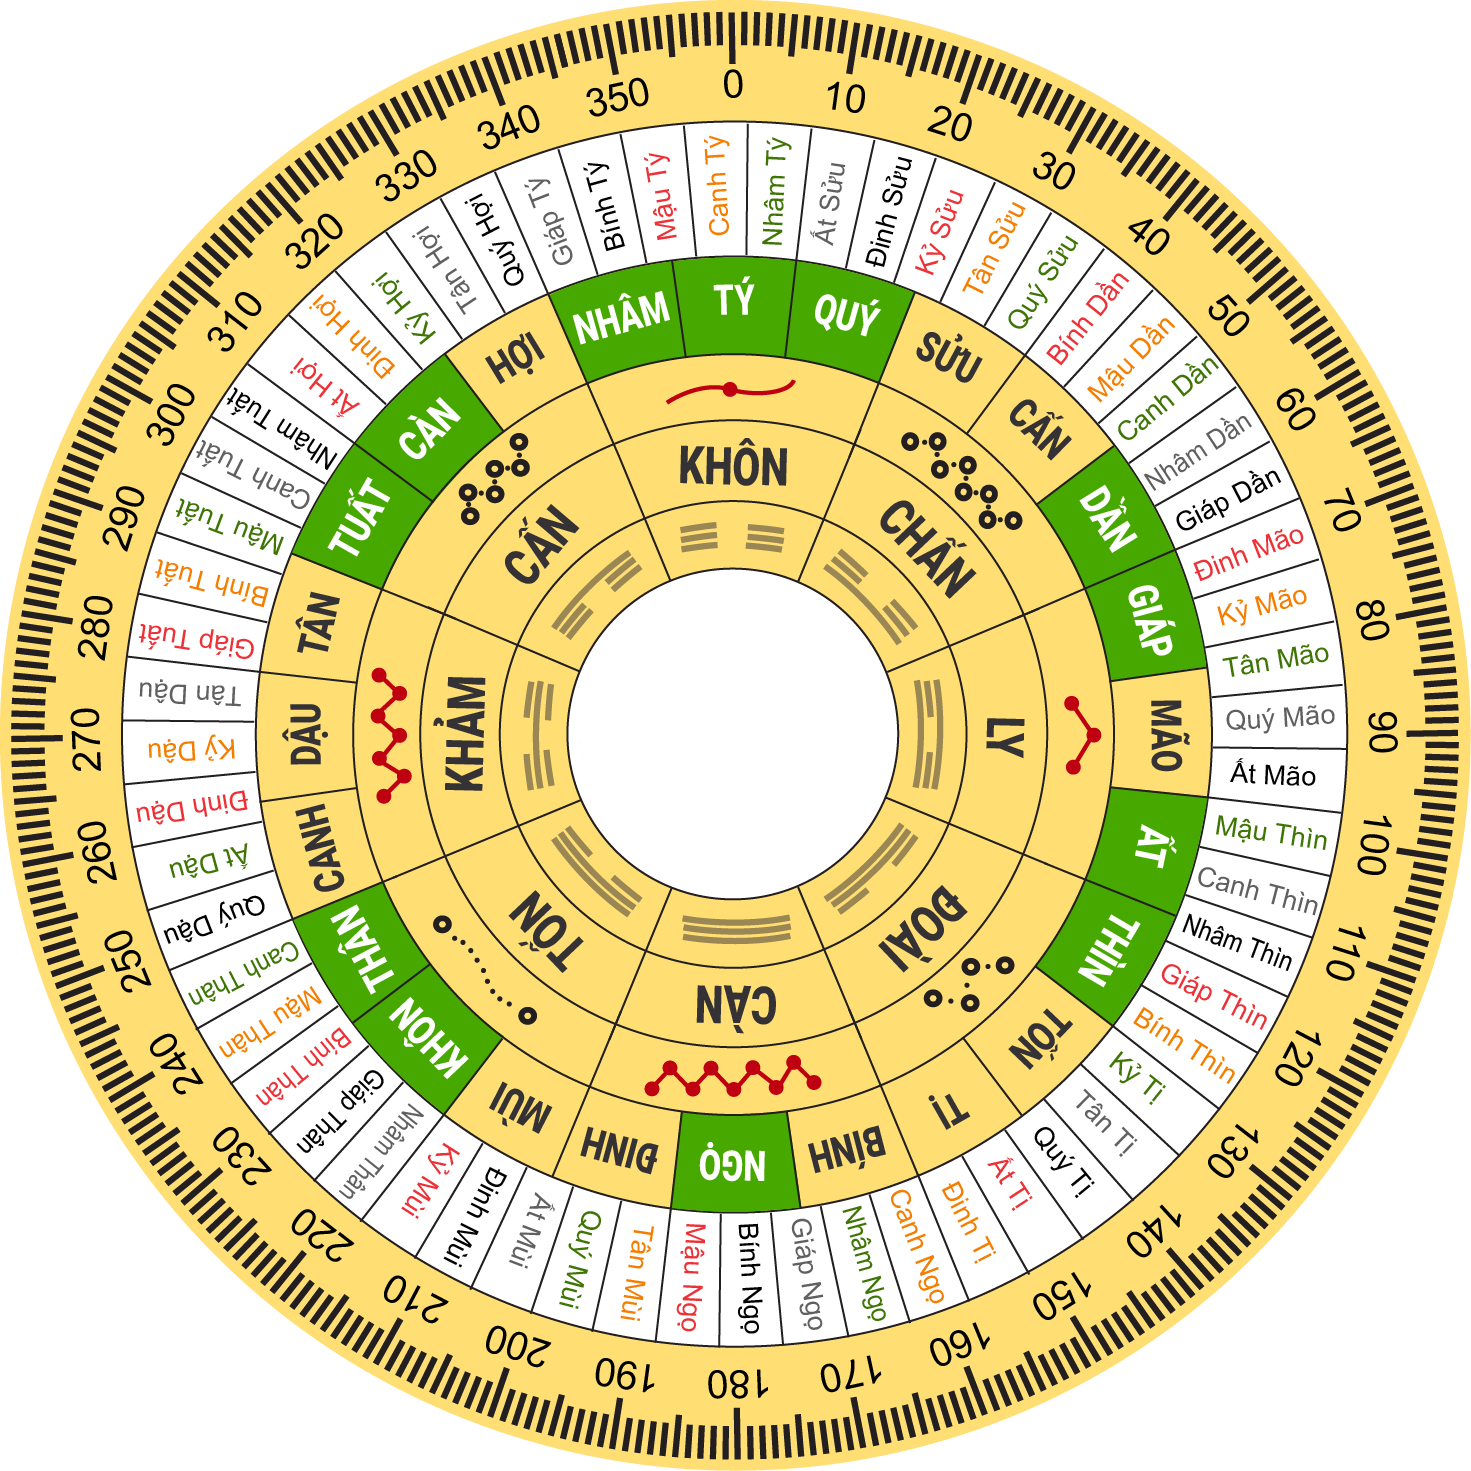 0
10
20
30
40
50
60
70
80
90
100
110
120
130
140
150
160
170
180
190
200
210
220
230
240
250
260
270
280
290
300
310
320
330
340
350
Canh Tý
Nhâm Tý
Ất Sửu
Đinh Sửu
Kỷ Sửu
Tân Sửu
Quý Sửu
Bính Dần
Mậu Dần
Canh Dần
Nhâm Dần
Giáp Dần
Đinh Mão
Kỷ Mão
Tân Mão
Quý Mão
Ất Mão
Mậu Thìn
Canh Thìn
Nhâm Thìn
Giáp Thìn
Bính Thìn
Kỷ Tị
Tân Tị
Quý Tị
Ất Tị
Đinh Tị
Canh Ngọ
Nhâm Ngọ
Giáp Ngọ
Bính Ngọ
Mậu Ngọ
Tân Mùi
Quý Mùi
Ất Mùi
Đinh Mùi
Kỷ Mùi
Nhâm Thân
Giáp Thân
Bính Thân
Mậu Thân
Canh Thân
Quý Dậu
Ất Dậu
Đinh Dậu
Kỷ Dậu
Tân Dậu
Giáp Tuất
Bính Tuất
Mậu Tuất
Canh Tuất
Nhâm Tuất
Ất Hợi
Đinh Hợi
Kỷ Hợi
Tân Hợi
Quý Hợi
Giáp Tý
Bính Tý
Mậu Tý
TÝ
QUÝ
SỬU
CẤN
DẦN
GIÁP
MÃO
ẤT
THÌN
TỐN
TỊ
BÍNH
NGỌ
ĐINH
MÙI
KHÔN
THÂN
CANH
DẬU
TÂN
TUẤT
CÀN
HỢI
NHÂM
KHÔN
CHẤN
LY
ĐOÀI
CÀN
TỐN
KHẢM
CẤN